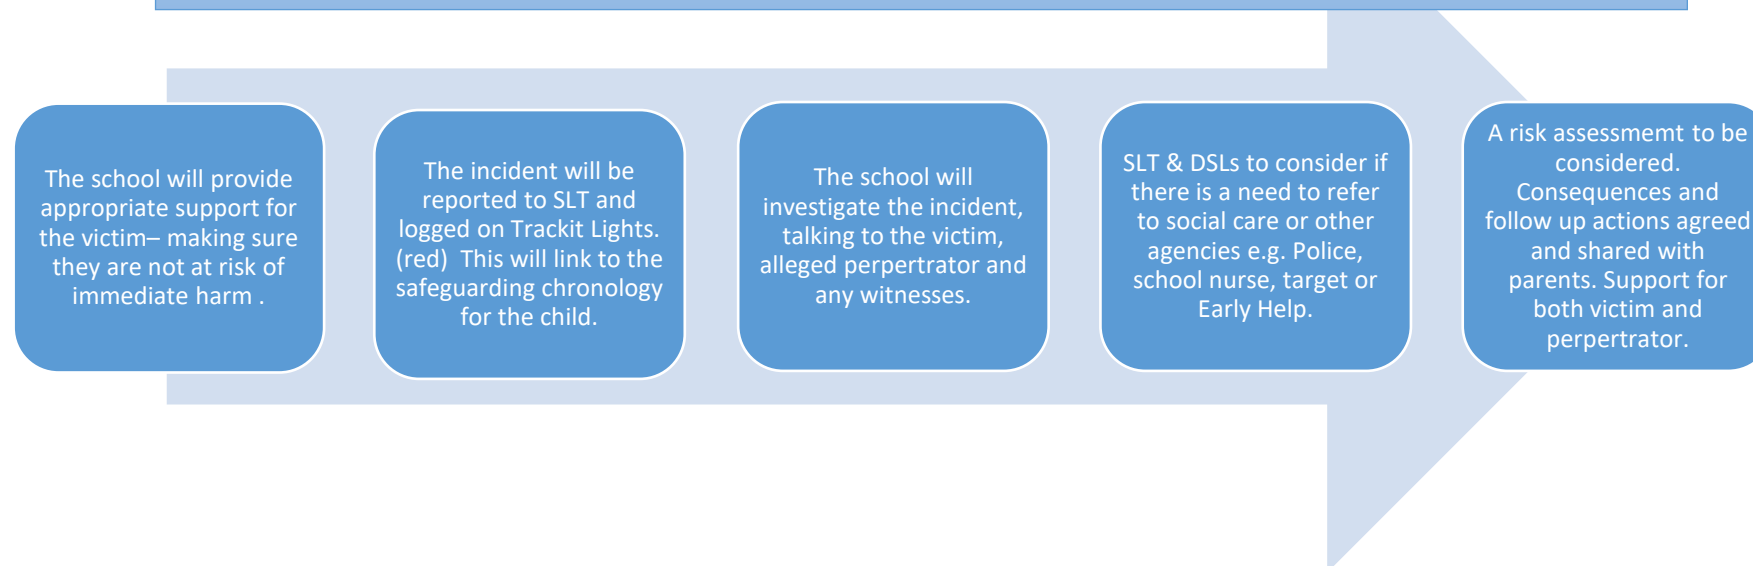 The school will provide
appropriate support for
the victim– making sure
they are not at risk of
immediate harm .
The incident will be
reported to SLT and
logged on Trackit Lights.
(red)  This will link to the
safeguarding chronology
for the child.
The school will
investigate the incident,
talking to the victim,
alleged perpertrator and
any witnesses.
SLT & DSLs to consider if
there is a need to refer
to social care or other
agencies e.g. Police,
school nurse, target or
Early Help.
A risk assessmemt to be
considered.
Consequences and
follow up actions agreed
and shared with
parents. Support for
both victim and
perpertrator.